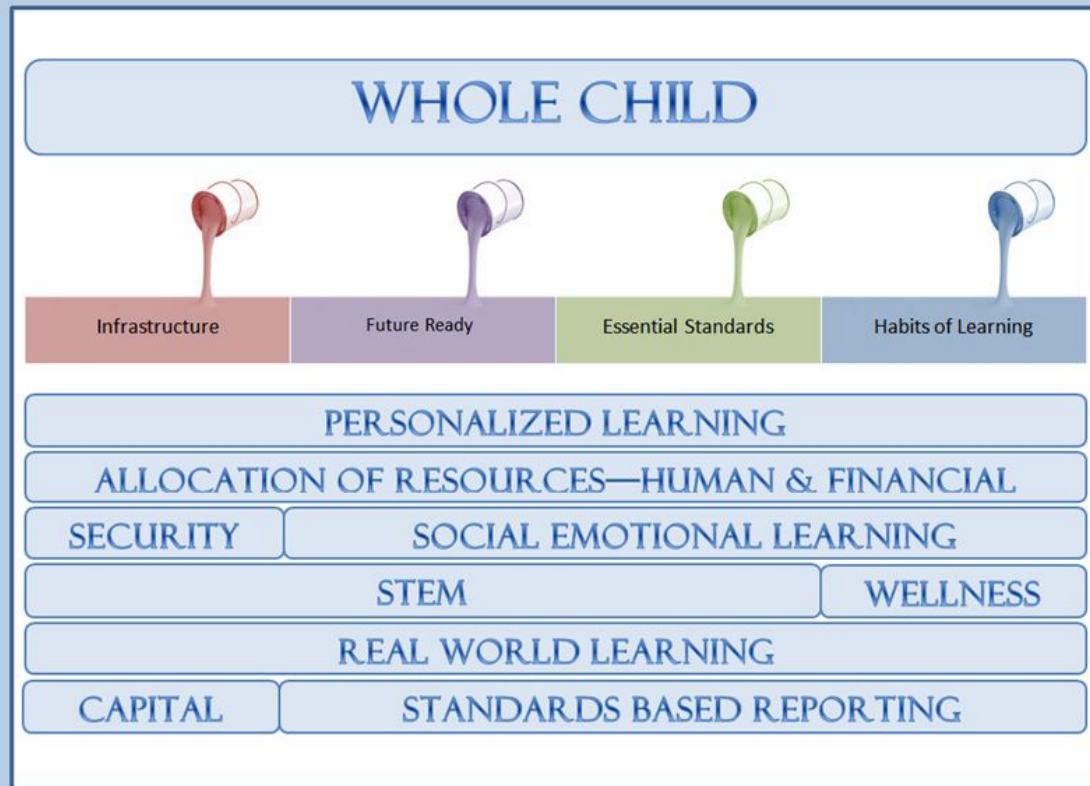 WHOLE CHILD
Infrastructure
Future Ready
Essential Standards
Habits of Learning
PERSONALIZED LEARNING
ALLOCATION OF RESOURCES—HUMAN & FINANCIAL
SECURITY
SOCIAL EMOTIONAL LEARNING
STEM
WELLNESS
REAL WORLD LEARNING
CAPITAL
STANDARDS BASED REPORTING